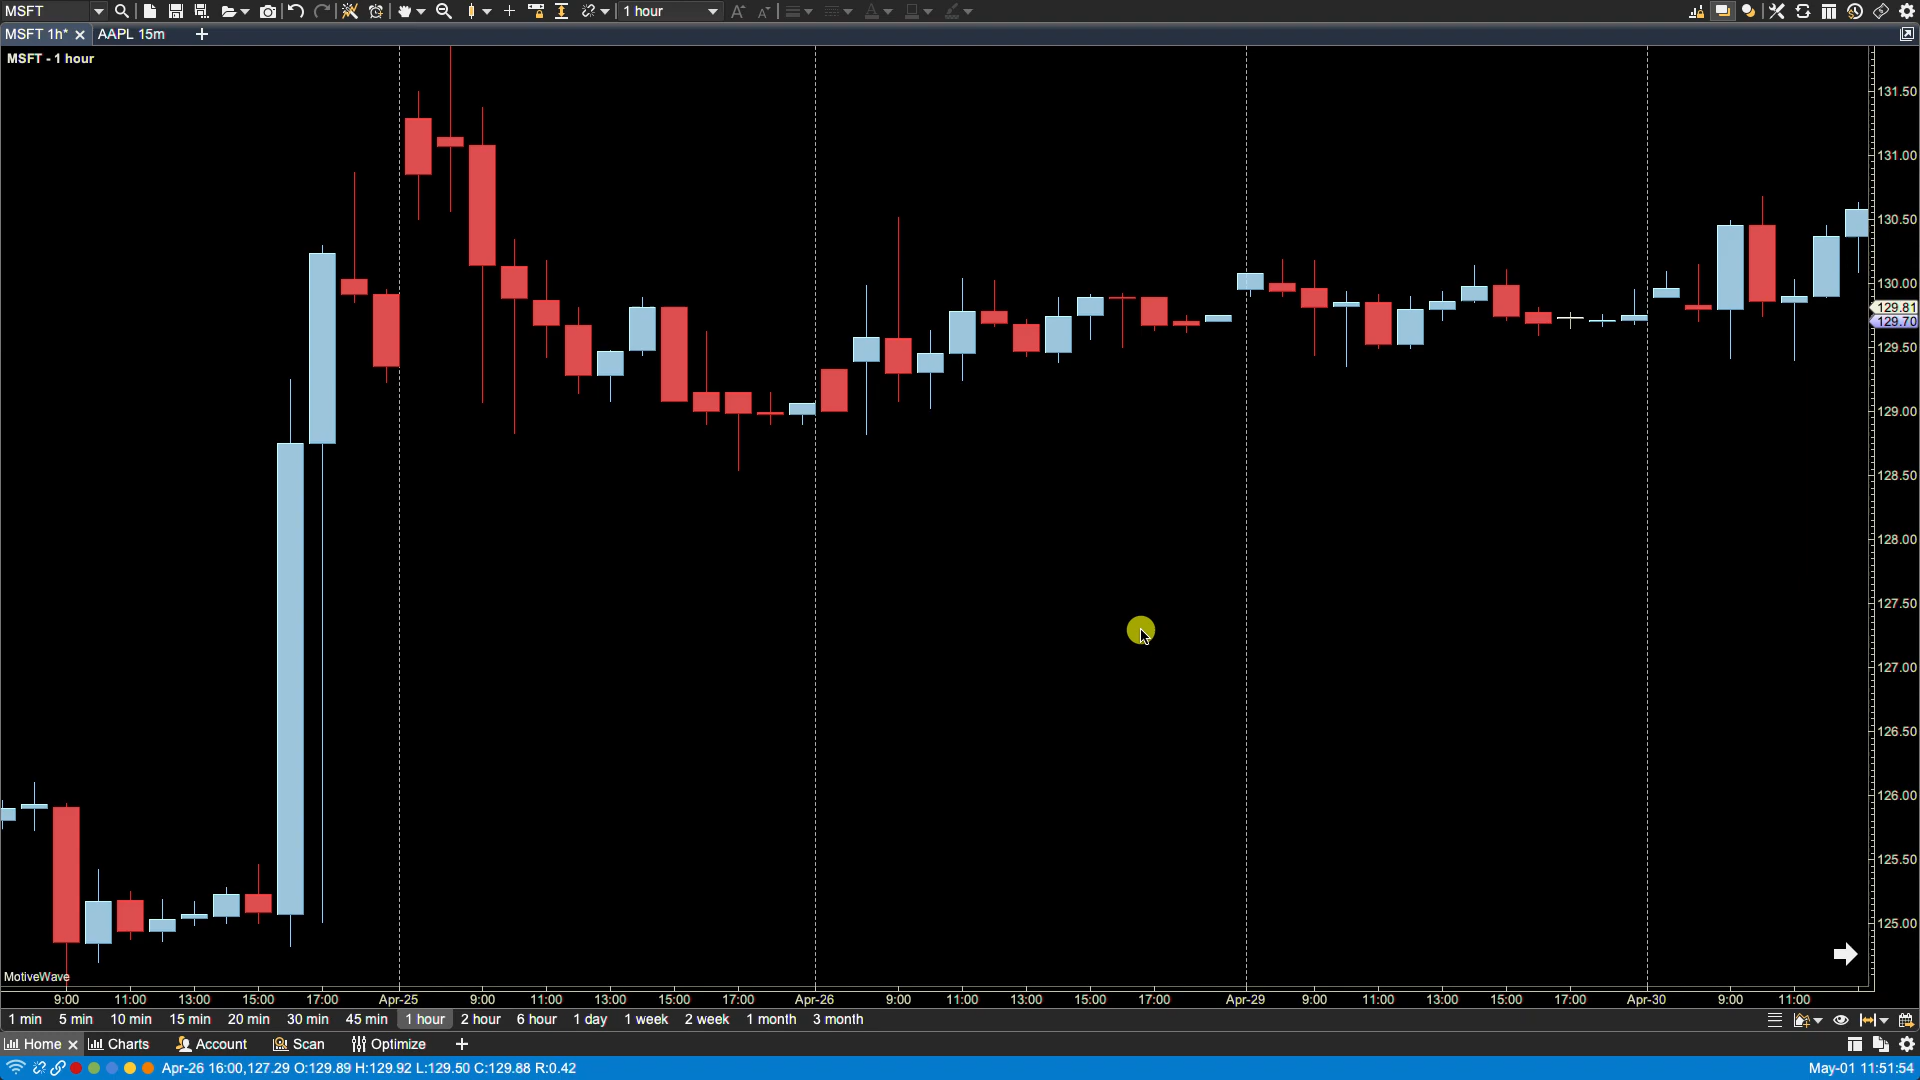 MSFT 1 hour
MSFT 1h* AAPL 15m
MSFT - 1 hour
131.50
131.00
130.50
130.00
129.81
129.70
129.50
129.00
128.50
128.00
127.50
127.00
126.50
126.00
125.50
125.00
MotiveWave
9:00 11:00 13:00 15:00 17:00 Apr-25 9:00 11:00 13:00 15:00 17:00 Apr-26 9:00 11:00 13:00 15:00 17:00 Apr-29 9:00 11:00 13:00 15:00 17:00 Apr-30 9:00 11:00
1 min 5 min 10 min 15 min 20 min 30 min 45 min 1 hour 2 hour 6 hour 1 day 1 week 2 week 1 month 3 month
Home Charts Account Scan Optimize
Apr-26 16:00,127.29 O:129.89 H:129.92 L:129.50 C:129.88 R:0.42 May-01 11:51:54